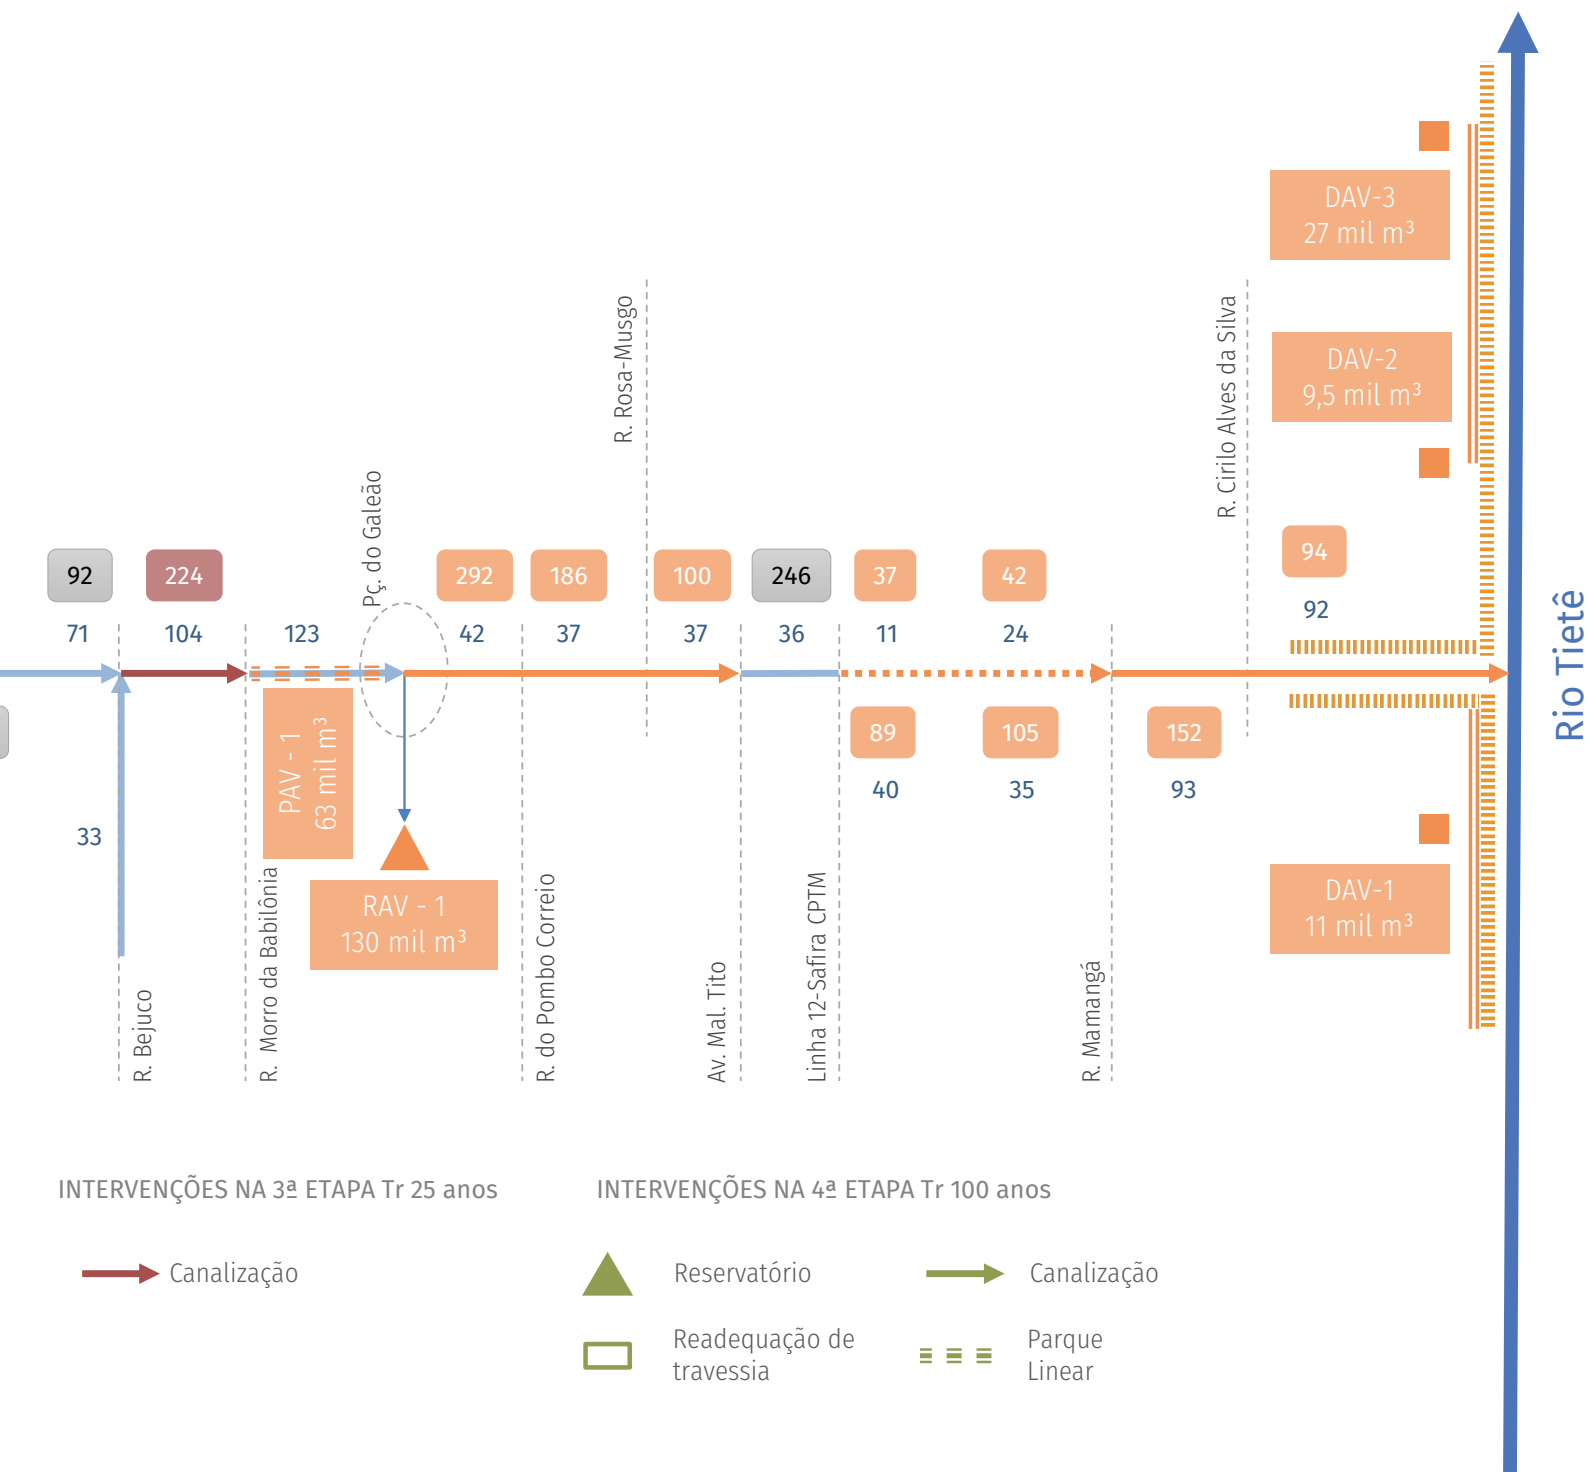 DAV-3
27 mil m³
R. Rosa-Musgo
R. Cirilo Alves da Silva
DAV-2
9,5 mil m³
Pç. do Galeão
92
224
292
186
100
246
37
42
94
71
104
123
42
37
37
36
11
24
92
Rio Tietê
PAV - 1
63 mil m³
89
105
152
40
35
93
33
RAV - 1
130 mil m³
DAV-1
11 mil m³
R. Bejuco
R. Morro da Babilônia
R. do Pombo Correio
Av. Mal. Tito
Linha 12-Safira CPTM
R. Mamangá
INTERVENÇÕES NA 3ª ETAPA Tr 25 anos
Canalização
INTERVENÇÕES NA 4ª ETAPA Tr 100 anos
Reservatório
Canalização
Readequação de
travessia
Parque
Linear